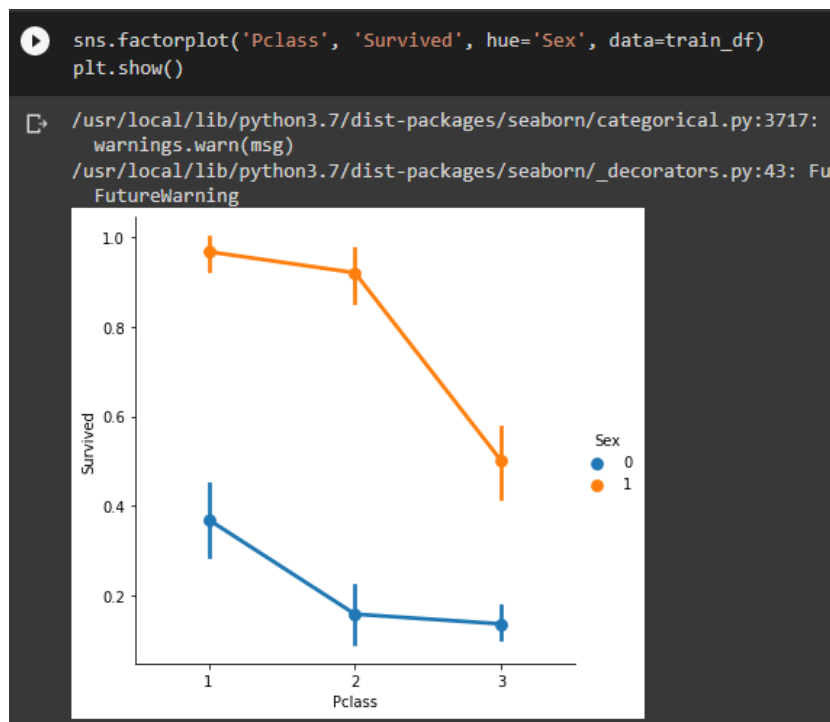 sns.factorplot('Pclass', 'Survived', hue='Sex', data=train_df)
plt.show()
/usr/local/lib/python3.7/dist-packages/seaborn/categorical.py:3717:
warnings.warn(msg)
/usr/local/lib/python3.7/dist-packages/seaborn/_decorators.py:43: Fu
FutureWarning
1.0
0.8
0.6
0.4
0.2
Survived
Sex
0
1
1 2 3
Pclass